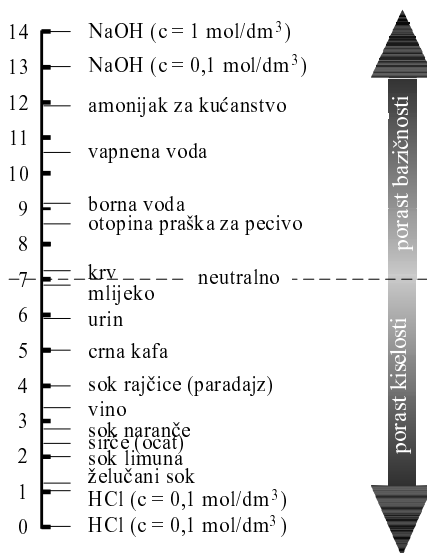 14 NaOH (c = 1 mol/dm³)
13 NaOH (c = 0,1 mol/dm³)
12
amonijak za kućanstvo
11
vapnena voda
10
borna voda
9
otopina praška za pecivo
8
krv
7 neutralno
mlijeko
6
urin
5 crna kafa
4 sok rajčice (paradajz)
vino
3
sok naranče
sirće (ocat)
2 sok limuna
želučani sok
1
HCl (c = 0,1 mol/dm³)
0 HCl (c = 0,1 mol/dm³)
porast bazičnosti
porast kiselosti